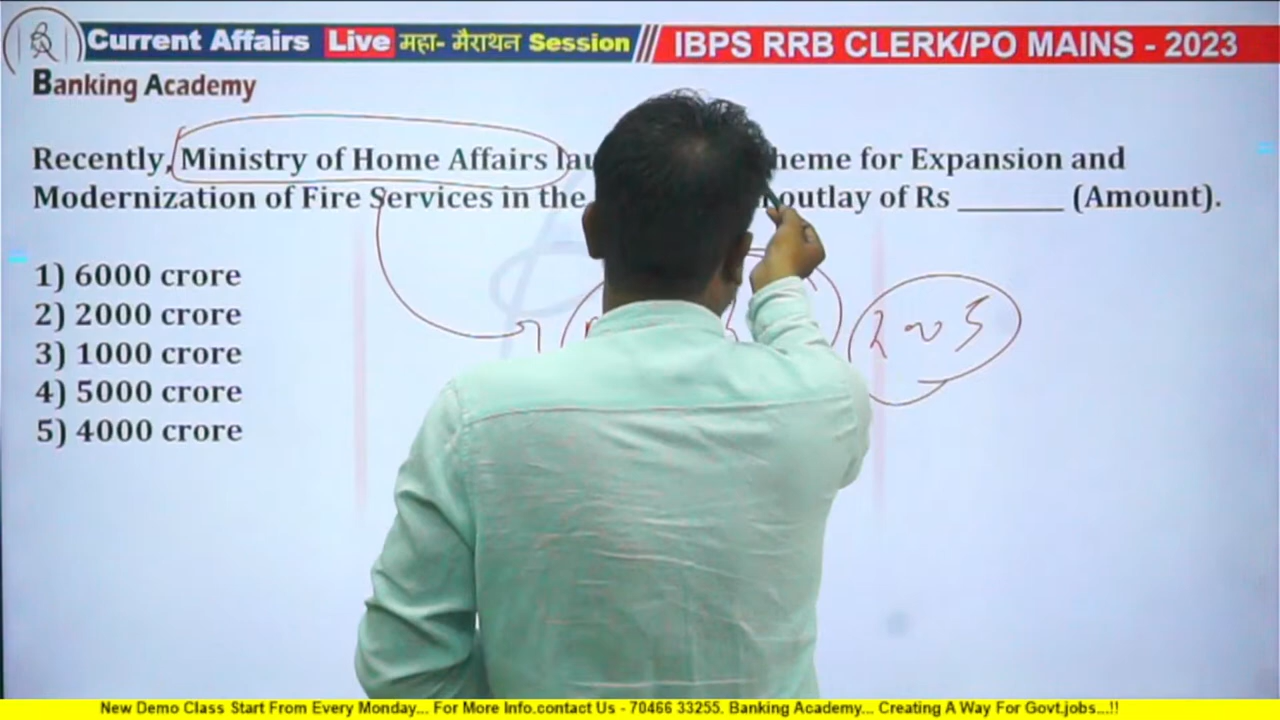 Current Affairs Live महा- मैराथन Session // IBPS RRB CLERK/PO MAINS - 2023
Banking Academy
Recently, Ministry of Home Affairs heme for Expansion and
Modernization of Fire Services in the outlay of Rs _______ (Amount).
1) 6000 crore
2) 2000 crore
3) 1000 crore
4) 5000 crore
5) 4000 crore
New Demo Class Start From Every Monday... For More Info.contact Us - 70466 33255. Banking Academy... Creating A Way For Govt.jobs...!!